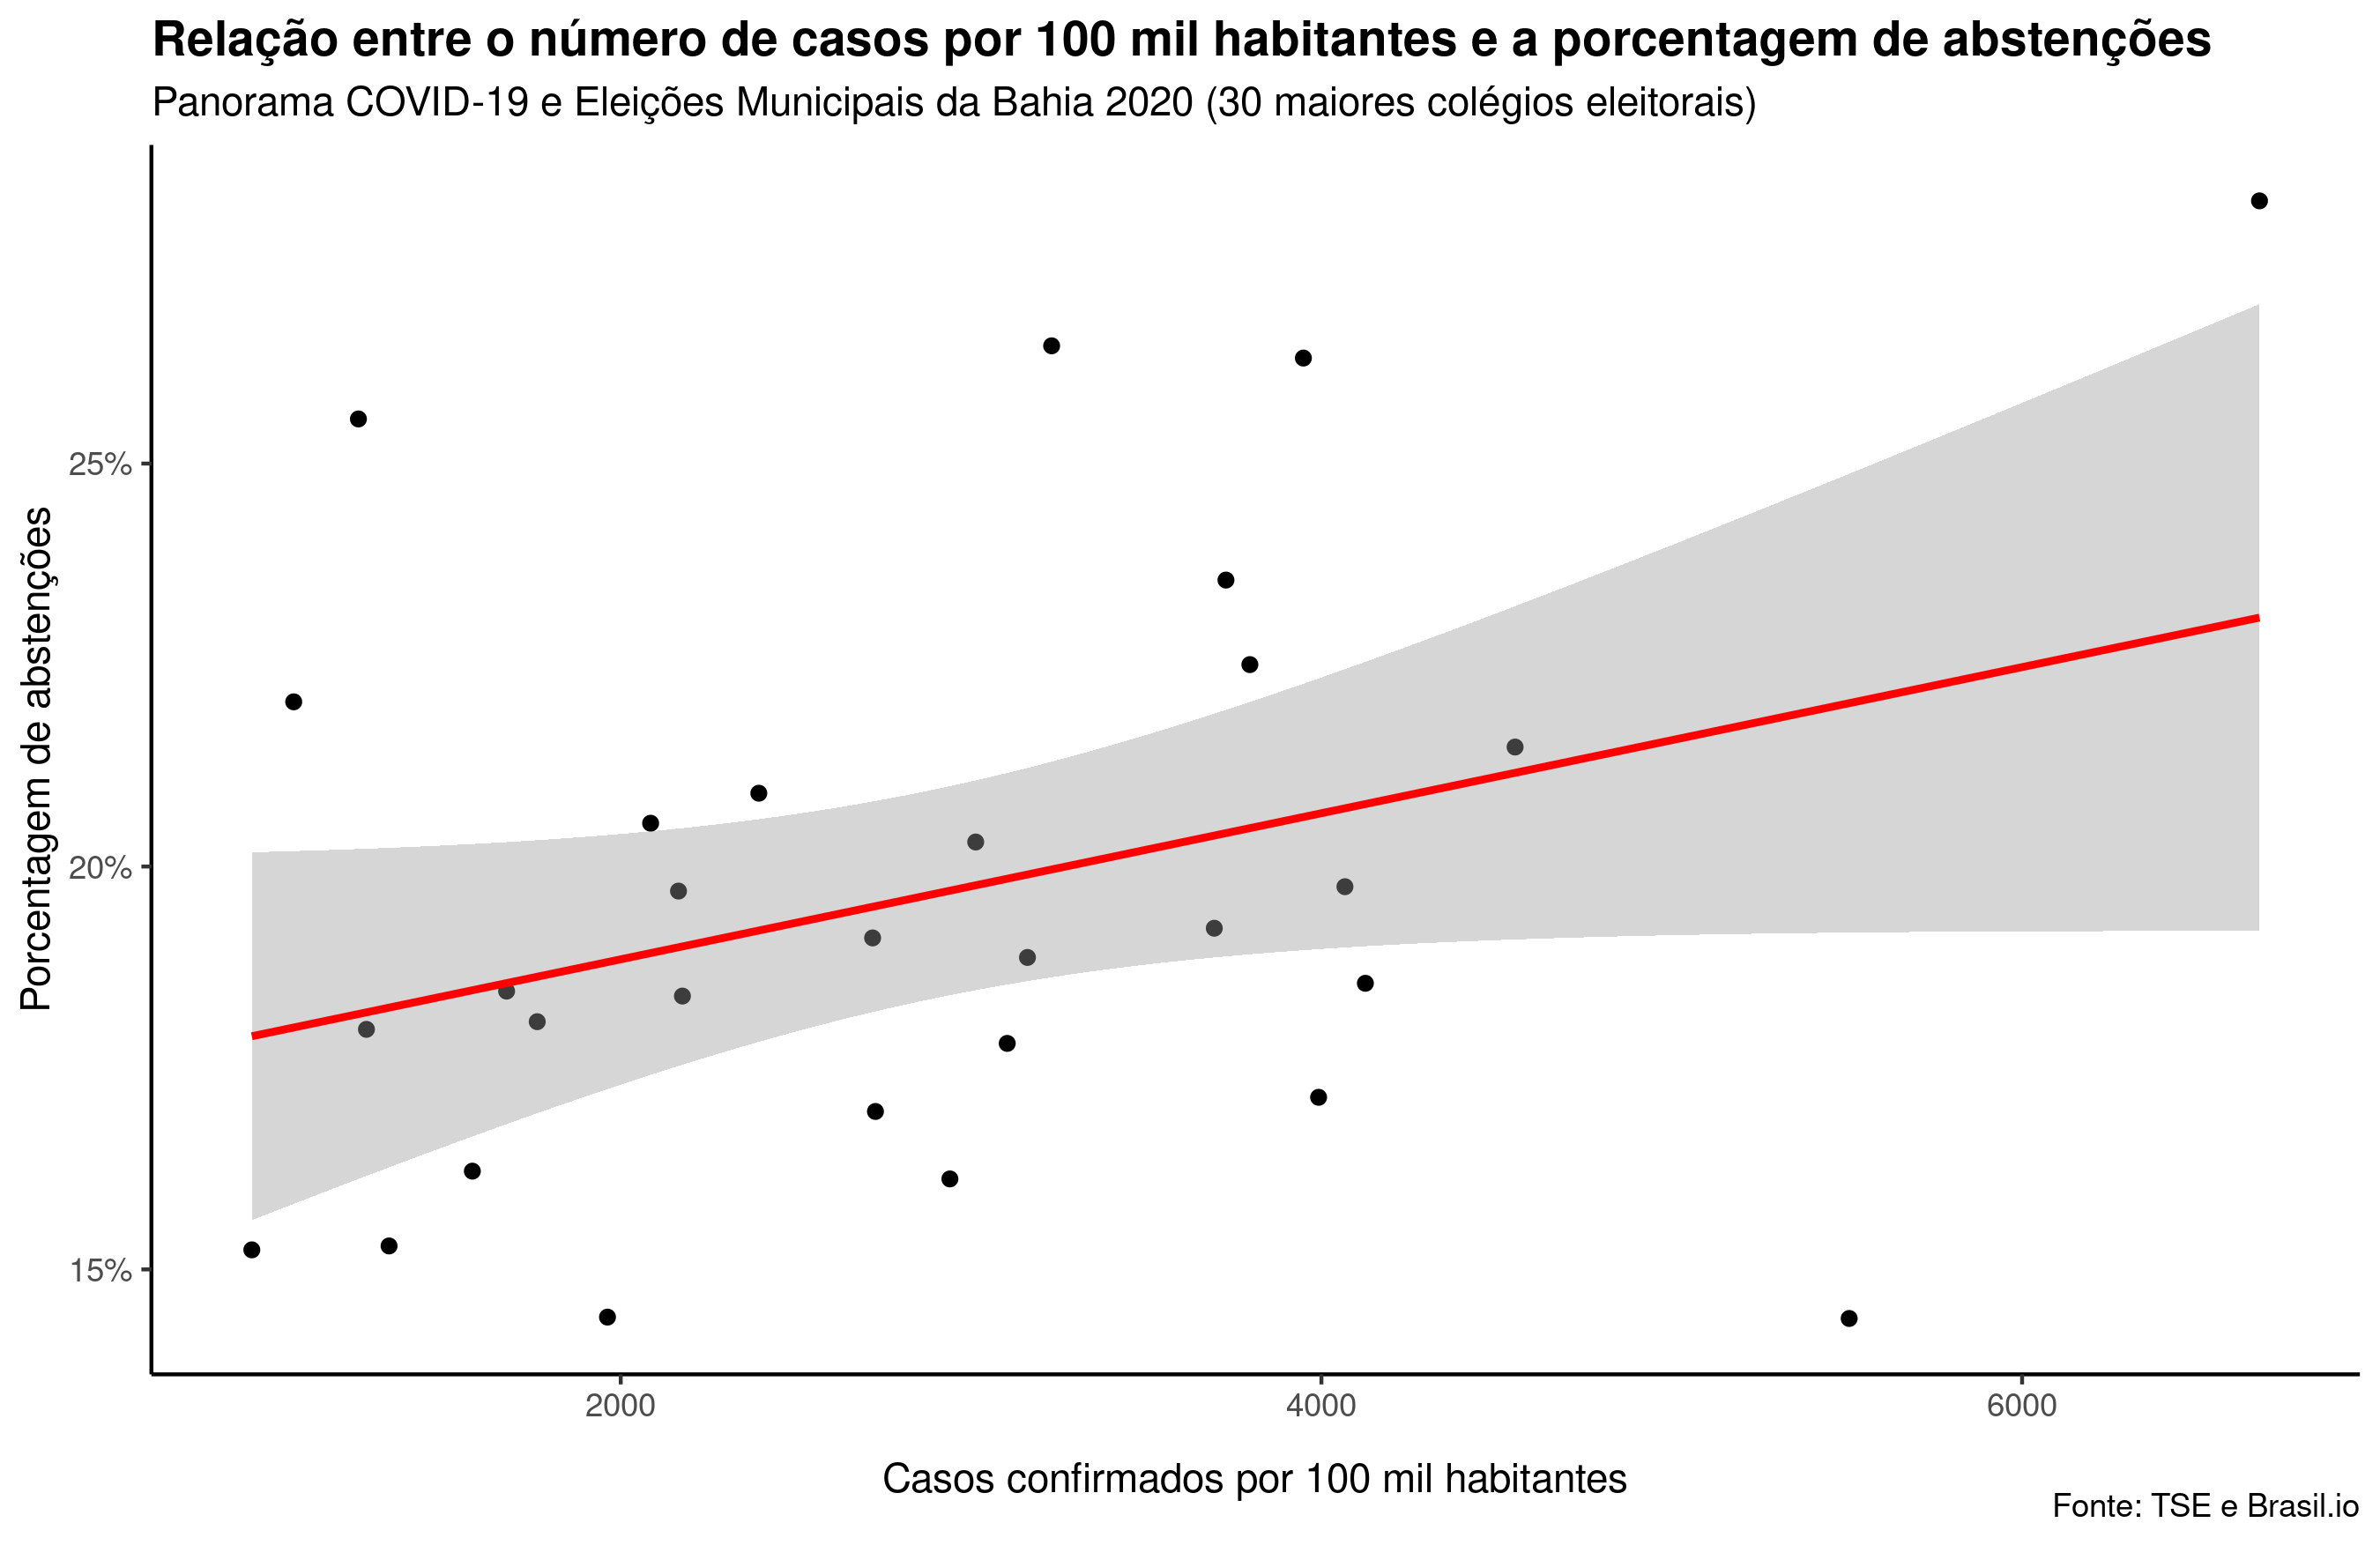 Relação entre o número de casos por 100 mil habitantes e a porcentagem de abstenções
Panorama COVID-19 e Eleições Municipais da Bahia 2020 (30 maiores colégios eleitorais)
Porcentagem de abstenções
25%
20%
15%
2000
4000
6000
Casos confirmados por 100 mil habitantes
Fonte: TSE e Brasil.io